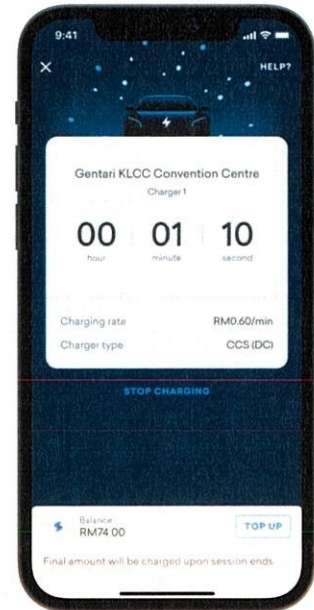 9:41
HELP?
Gentari KLCC Convention Centre
Charger 1
00 01 10
hour minute second
Charging rate RM0.60/min
Charger type CCS (DC)
STOP CHARGING
Balance
RM74.00
TOP UP
Final amount will be charged upon session ends